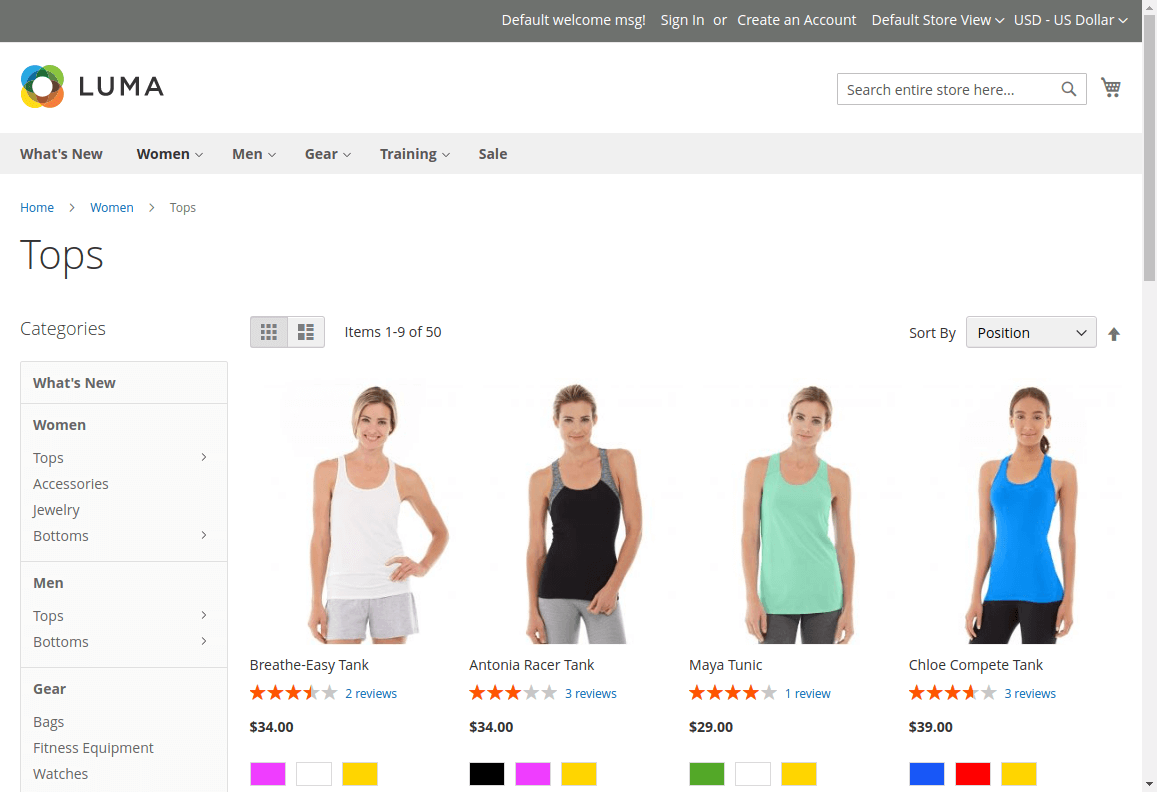 Default welcome msg! Sign In or Create an Account Default Store View USD - US Dollar
LUMA
Search entire store here...
What's New Women Men Gear Training Sale
Home Women Tops
Tops
Categories
Items 1-9 of 50
Sort By Position
What's New
Women
Tops
Accessories
Jewelry
Bottoms
Men
Tops
Bottoms
Gear
Bags
Fitness Equipment
Watches
Breathe-Easy Tank
2 reviews
$34.00
Antonia Racer Tank
3 reviews
$34.00
Maya Tunic
1 review
$29.00
Chloe Compete Tank
3 reviews
$39.00